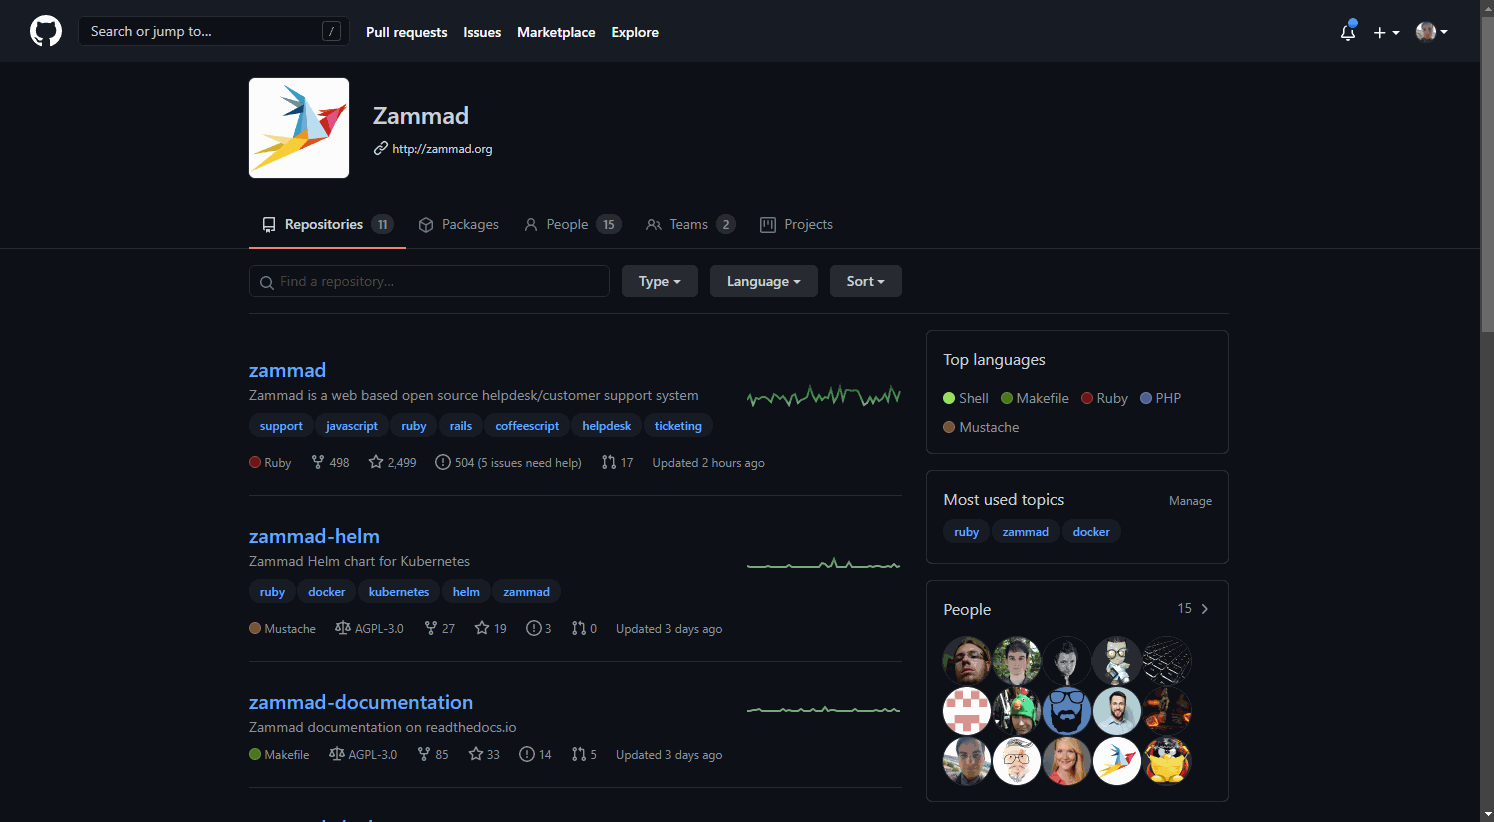 Search or jump to... /
Pull requests Issues Marketplace Explore
Zammad
http://zammad.org
Repositories 11 Packages People 15 Teams 2 Projects
Find a repository... Type Language Sort
zammad
Zammad is a web based open source helpdesk/customer support system
support javascript ruby rails coffeescript helpdesk ticketing
Ruby 498 2,499 504 (5 issues need help) 17 Updated 2 hours ago
zammad-helm
Zammad Helm chart for Kubernetes
ruby docker kubernetes helm zammad
Mustache AGPL-3.0 27 19 3 0 Updated 3 days ago
zammad-documentation
Zammad documentation on readthedocs.io
Makefile AGPL-3.0 85 33 14 5 Updated 3 days ago
Top languages
Shell Makefile Ruby PHP
Mustache
Most used topics Manage
ruby zammad docker
People 15